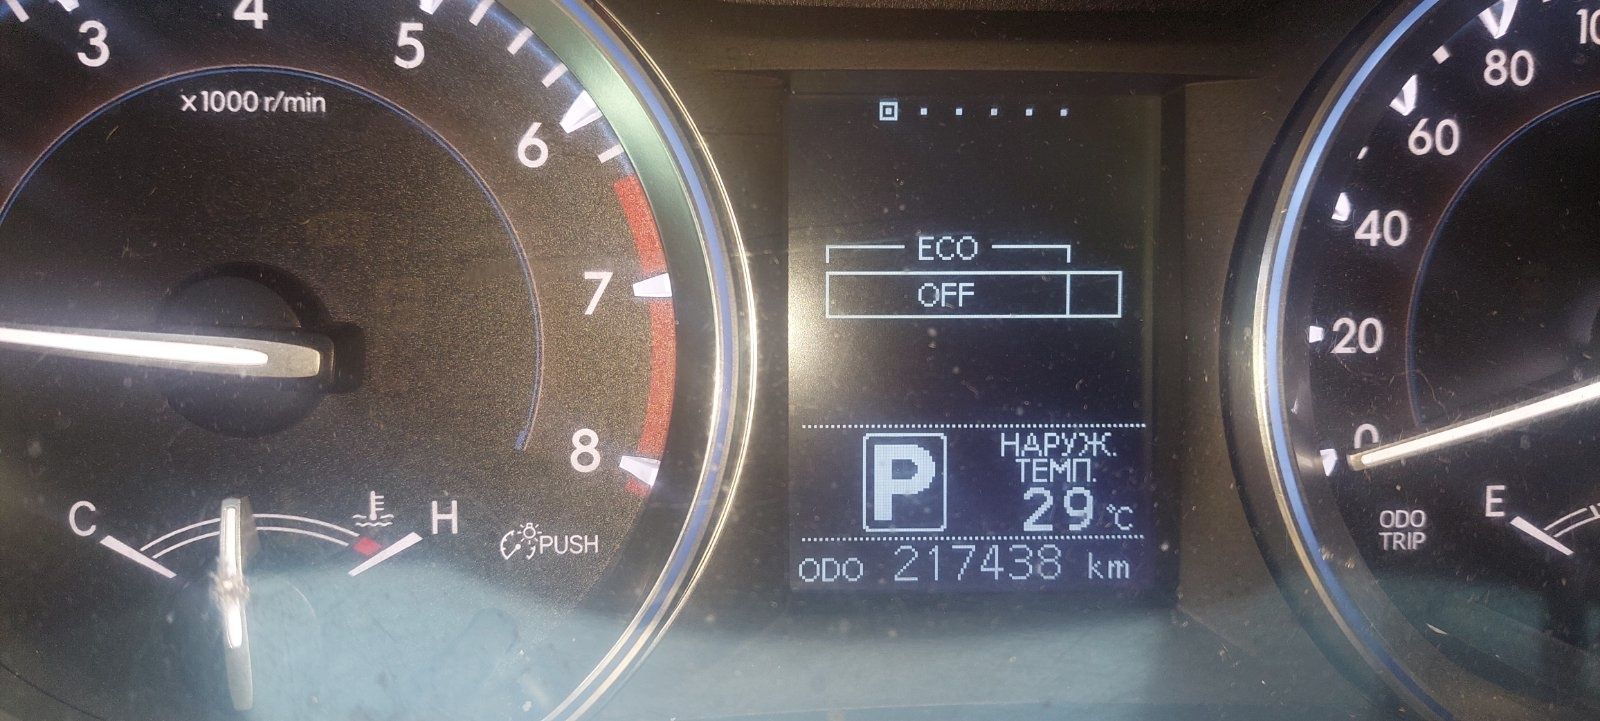 3
4
5
x1000 r/min
6
7
8
C
H
PUSH
ECO
OFF
P
НАРУЖ.
ТЕМП.
29 °C
ODO 217438 km
80
60
40
20
0
ODO
TRIP
E